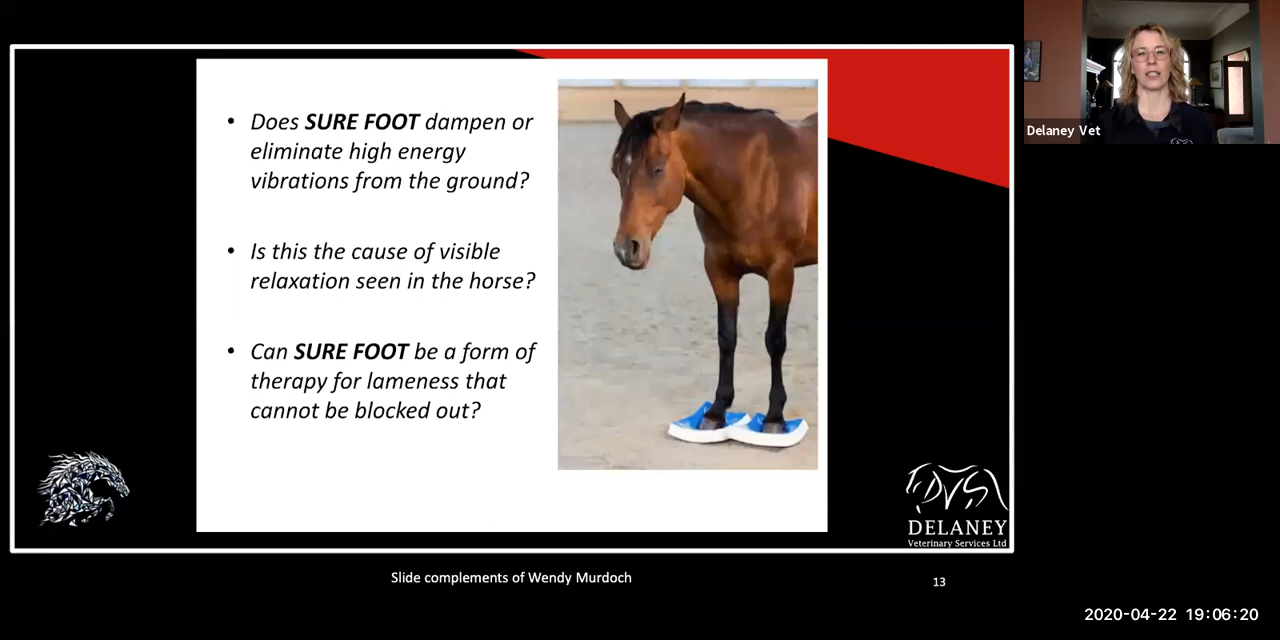 • Does SURE FOOT dampen or
eliminate high energy
vibrations from the ground?
• Is this the cause of visible
relaxation seen in the horse?
• Can SURE FOOT be a form of
therapy for lameness that
cannot be blocked out?
Delaney Vet
DVS
DELANEY
Veterinary Services Ltd
Slide complements of Wendy Murdoch
13
2020-04-22 19:06:20